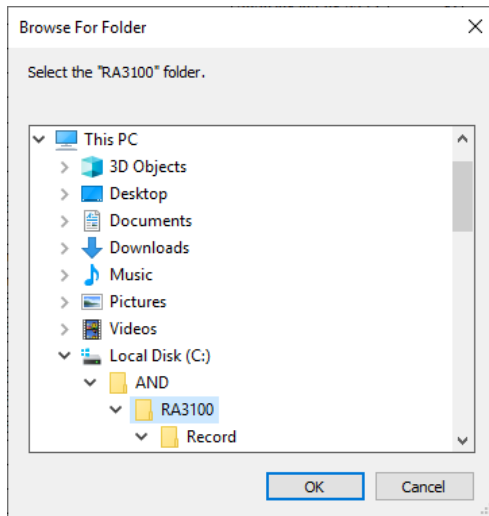 Browse For Folder
Select the "RA3100" folder.
This PC
3D Objects
Desktop
Documents
Downloads
Music
Pictures
Videos
Local Disk (C:)
AND
RA3100
Record
OK
Cancel